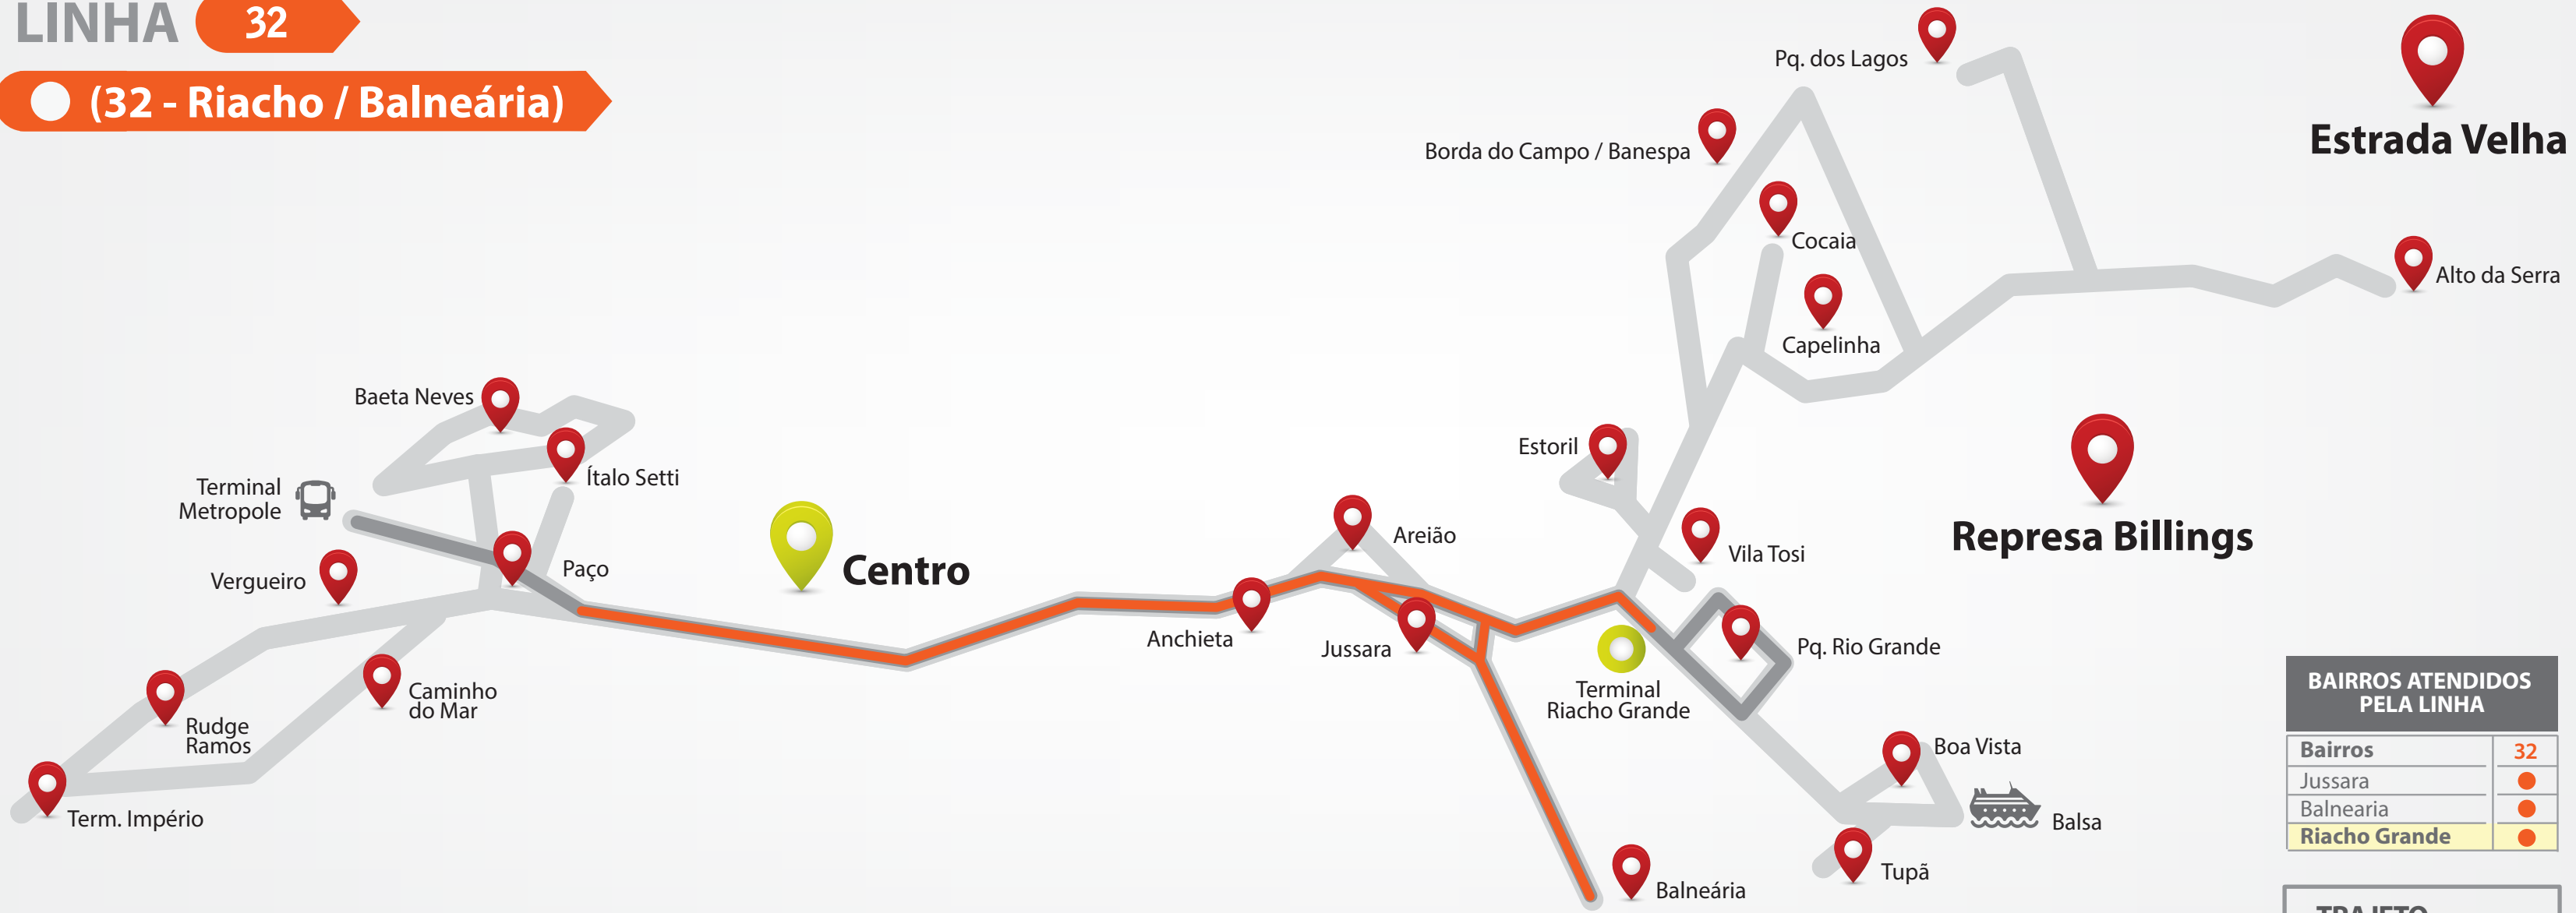 LINHA 32
(32 - Riacho / Balneária)
Pq. dos Lagos
Estrada Velha
Borda do Campo / Banespa
Cocaia
Alto da Serra
Capelinha
Baeta Neves
Ítalo Setti
Estoril
Terminal
Metropole
Represa Billings
Areião
Vila Tosi
Paço
Centro
Vergueiro
Anchieta
Jussara
Pq. Rio Grande
Terminal
Riacho Grande
Caminho
do Mar
Rudge
Ramos
Boa Vista
Term. Império
Balsa
Tupã
Balneária
BAIRROS ATENDIDOS
PELA LINHA
Bairros 32
Jussara
Balnearia
Riacho Grande
TRAJETO